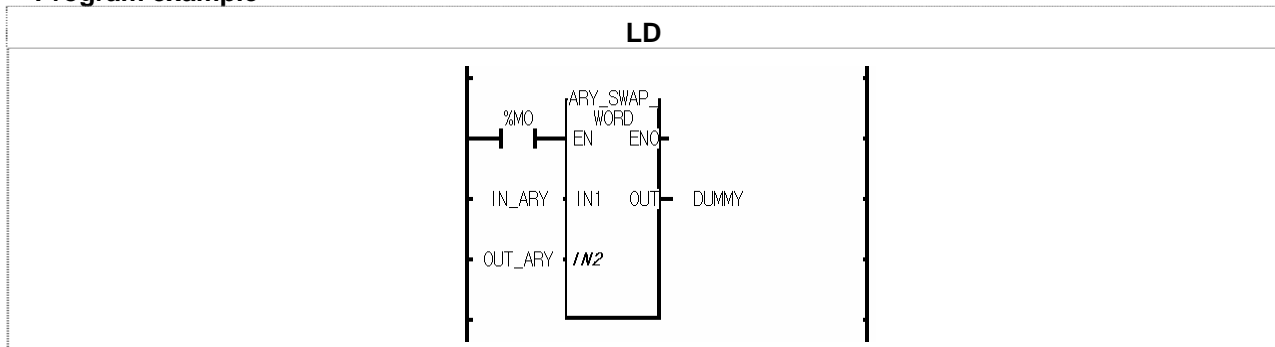 Program example
LD
ARY_SWAP_
WORD
%M0
EN ENO
IN_ARY IN1 OUT DUMMY
OUT_ARY IN2